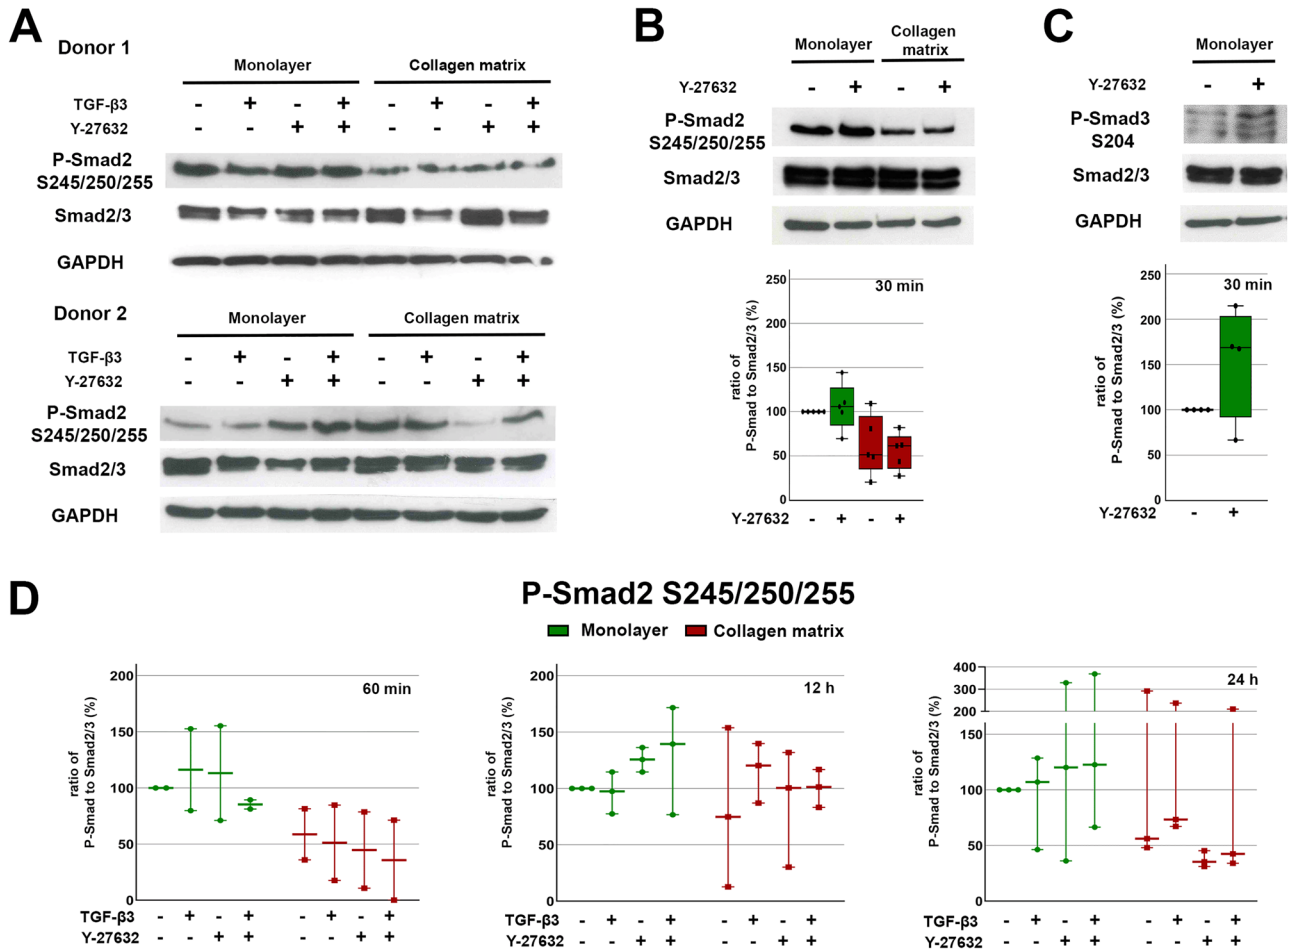 A
Donor 1
Monolayer Collagen matrix
TGF-β3 - + - + - + - +
Y-27632 - - + + - - + +
P-Smad2
S245/250/255
Smad2/3
GAPDH
Donor 2
Monolayer Collagen matrix
TGF-β3 - + - + - + - +
Y-27632 - - + + - - + +
P-Smad2
S245/250/255
Smad2/3
GAPDH
B
Monolayer Collagen
matrix
Y-27632 - + - +
P-Smad2
S245/250/255
Smad2/3
GAPDH
30 min
ratio of
P-Smad to Smad2/3 (%)
250
200
150
100
50
0
Y-27632 - + - +
C
Monolayer
Y-27632 - +
P-Smad3
S204
Smad2/3
GAPDH
30 min
ratio of
P-Smad to Smad2/3 (%)
250
200
150
100
50
0
Y-27632 - +
D
P-Smad2 S245/250/255
Monolayer Collagen matrix
60 min
ratio of
P-Smad to Smad2/3 (%)
200
150
100
50
0
TGF-β3 - + - + - + - +
Y-27632 - - + + - - + +
12 h
ratio of
P-Smad to Smad2/3 (%)
200
150
100
50
0
TGF-β3 - + - + - + - +
Y-27632 - - + + - - + +
24 h
ratio of
P-Smad to Smad2/3 (%)
400
300
200
150
100
50
0
TGF-β3 - + - + - + - +
Y-27632 - - + + - - + +